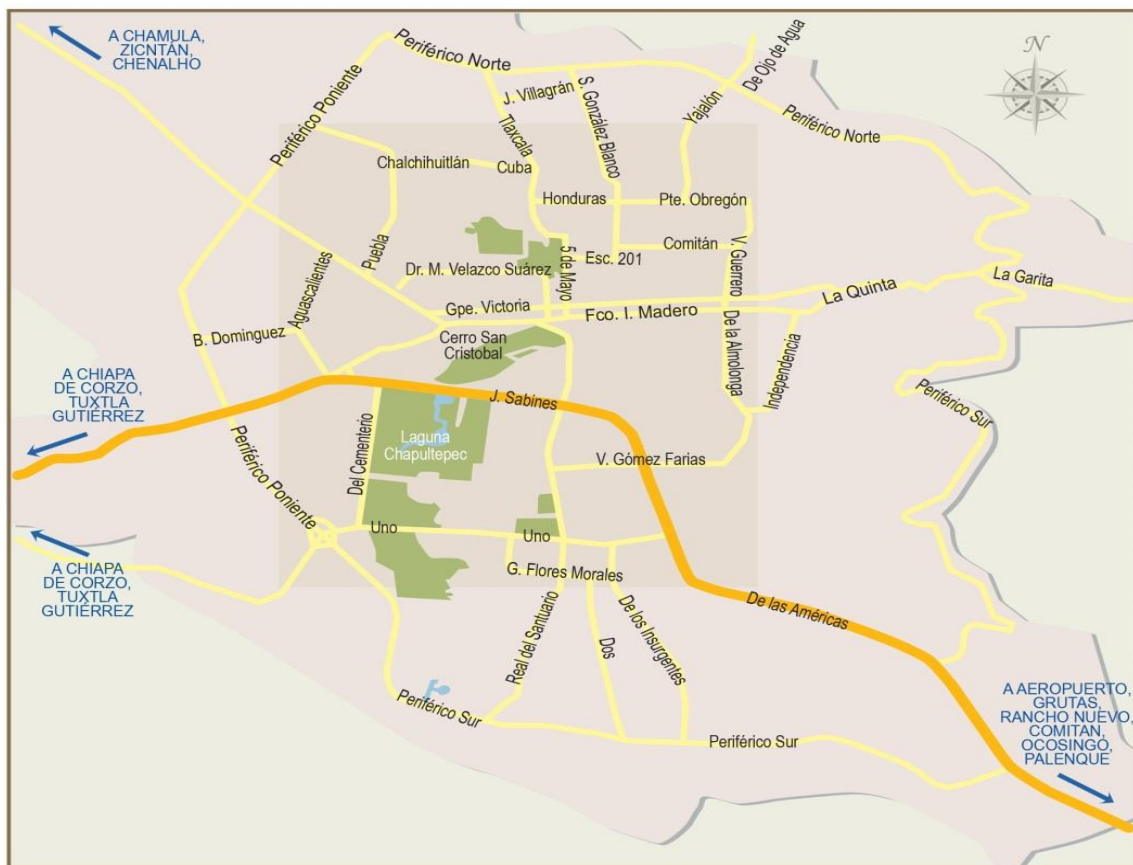 A CHAMULA,
ZICNTÁN,
CHENALHO
Periférico Norte
De Ojo de Agua
N
J. Villagrán
S. González Blanco
Yajalón
Periférico Norte
Periférico Poniente
Tlaxcala
Chalchihuitlán
Cuba
Honduras
Pte. Obregón
Puebla
5 de Mayo
Esc. 201
Comitán
V. Guerrero
Dr. M. Velazco Suárez
Aguascalientes
La Garita
La Quinta
Gpe. Victoria
Fco. I. Madero
B. Dominguez
Cerro San
Cristobal
De la Almolonga
Independencia
A CHIAPA
DE CORZO,
TUXTLA
GUTIÉRREZ
J. Sabines
Periférico Sur
Laguna
Chapultepec
Del Cementerio
V. Gómez Farias
Periférico Poniente
Uno
Uno
A CHIAPA
DE CORZO,
TUXTLA
GUTIÉRREZ
G. Flores Morales
De las Américas
Real del Santuario
Dos
De los Insurgentes
Periférico Sur
Periférico Sur
A AEROPUERTO,
GRUTAS,
RANCHO NUEVO,
COMITAN,
OCOSINGO,
PALENQUE